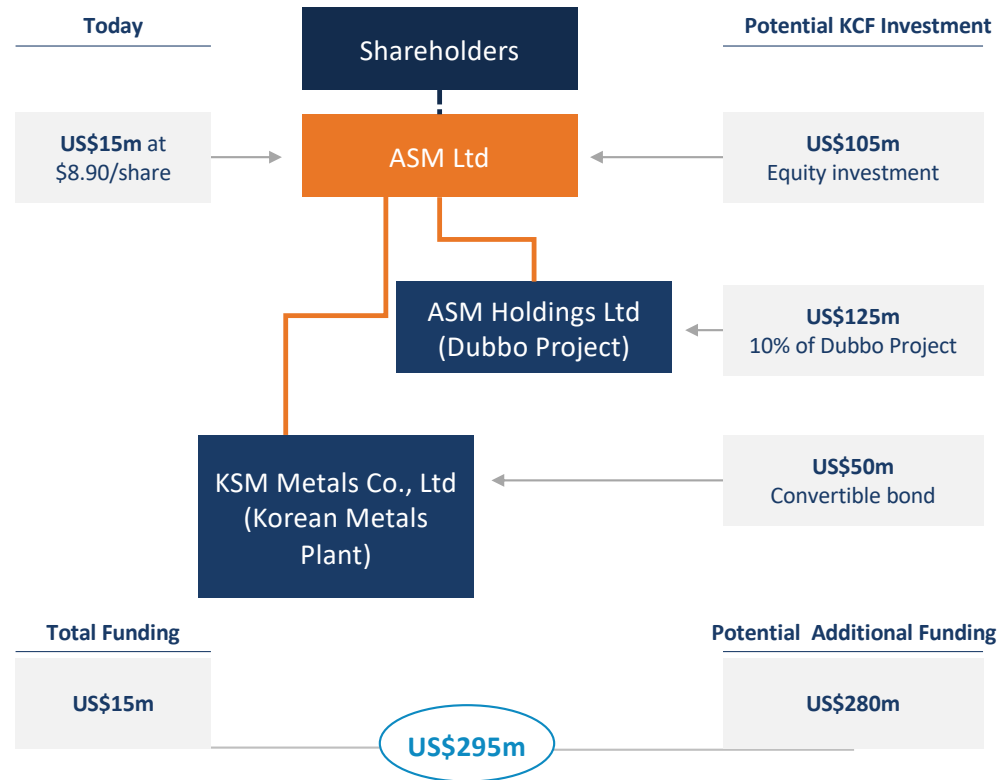 Today
Potential KCF Investment
Shareholders
US$15m at
$8.90/share
ASM Ltd
US$105m
Equity investment
ASM Holdings Ltd
(Dubbo Project)
US$125m
10% of Dubbo Project
KSM Metals Co., Ltd
(Korean Metals
Plant)
US$50m
Convertible bond
Total Funding
Potential Additional Funding
US$15m
US$280m
US$295m